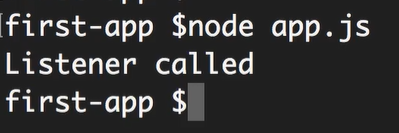 first-app $node app.js
Listener called
first-app $